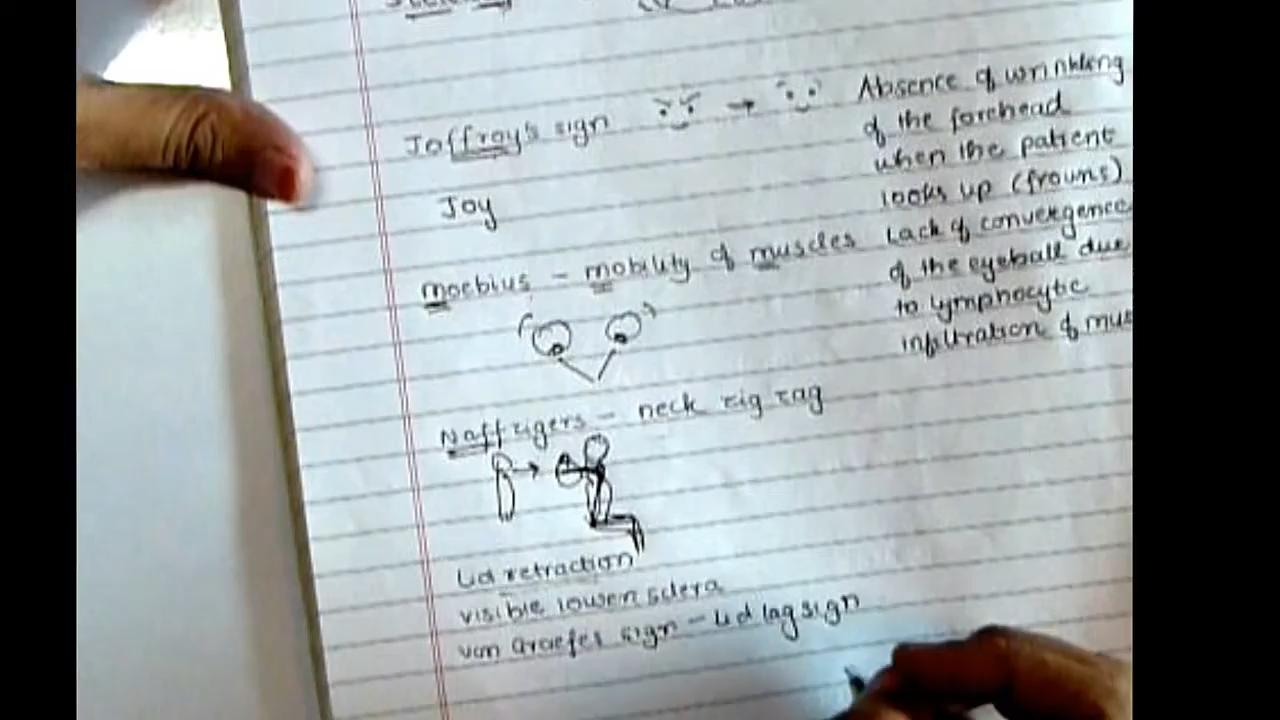 Joffroy's sign
Absence of wrinkling
of the forehead
when the patient
looks up (frowns)
Joy
moebius - mobility of muscles
Lack of convergence
of the eyeball due
to lymphocytic
infiltration of mus
Naffzigers - neck zig zag
Lid retraction
visible lower sclera
von Graefes sign - Lid lag sign